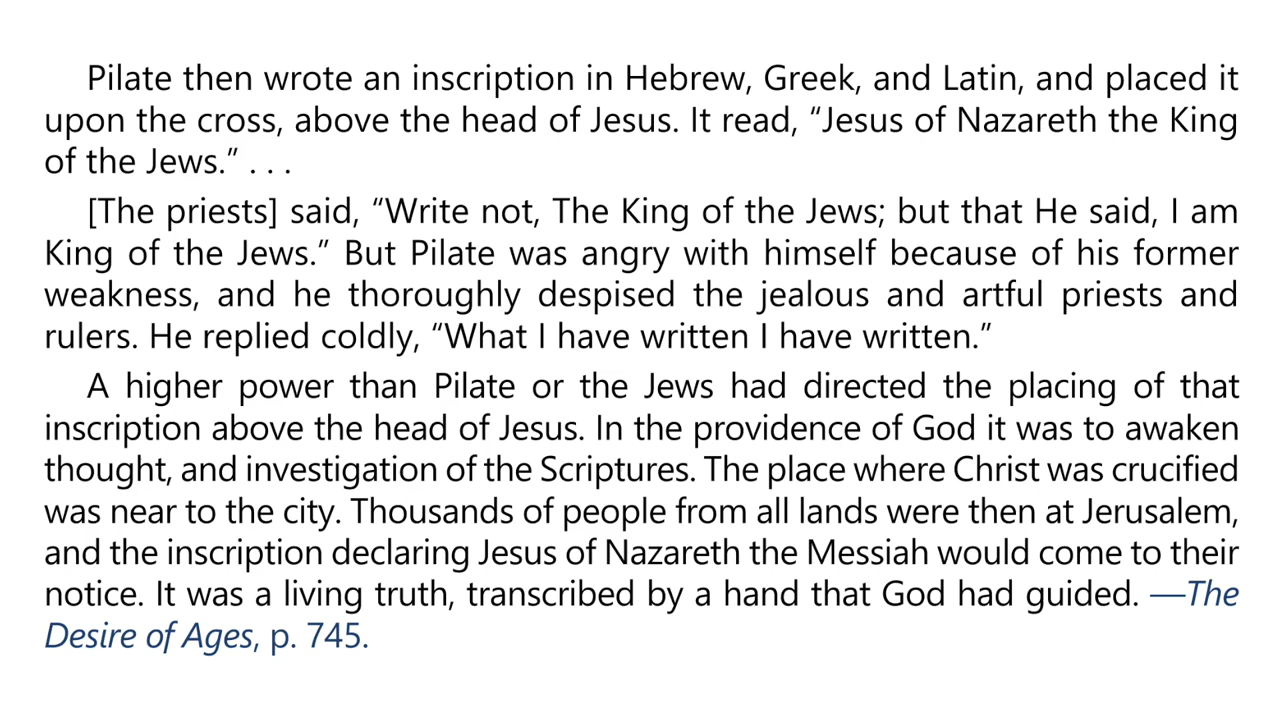 Pilate then wrote an inscription in Hebrew, Greek, and Latin, and placed it
upon the cross, above the head of Jesus. It read, “Jesus of Nazareth the King
of the Jews.” . . .
[The priests] said, “Write not, The King of the Jews; but that He said, I am
King of the Jews.” But Pilate was angry with himself because of his former
weakness, and he thoroughly despised the jealous and artful priests and
rulers. He replied coldly, “What I have written I have written.”
A higher power than Pilate or the Jews had directed the placing of that
inscription above the head of Jesus. In the providence of God it was to awaken
thought, and investigation of the Scriptures. The place where Christ was crucified
was near to the city. Thousands of people from all lands were then at Jerusalem,
and the inscription declaring Jesus of Nazareth the Messiah would come to their
notice. It was a living truth, transcribed by a hand that God had guided. —The
Desire of Ages, p. 745.